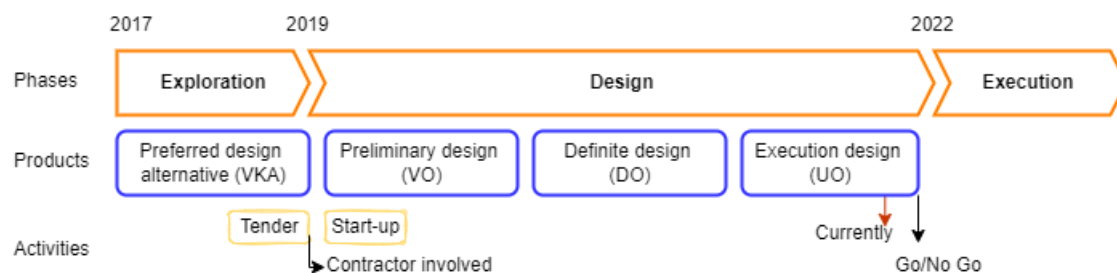 2017 2019 2022
Phases Exploration Design Execution
Products Preferred design Preliminary design Definite design Execution design
alternative (VKA) (VO) (DO) (UO)
Tender Start-up
Currently
Activities
Contractor involved Go/No Go